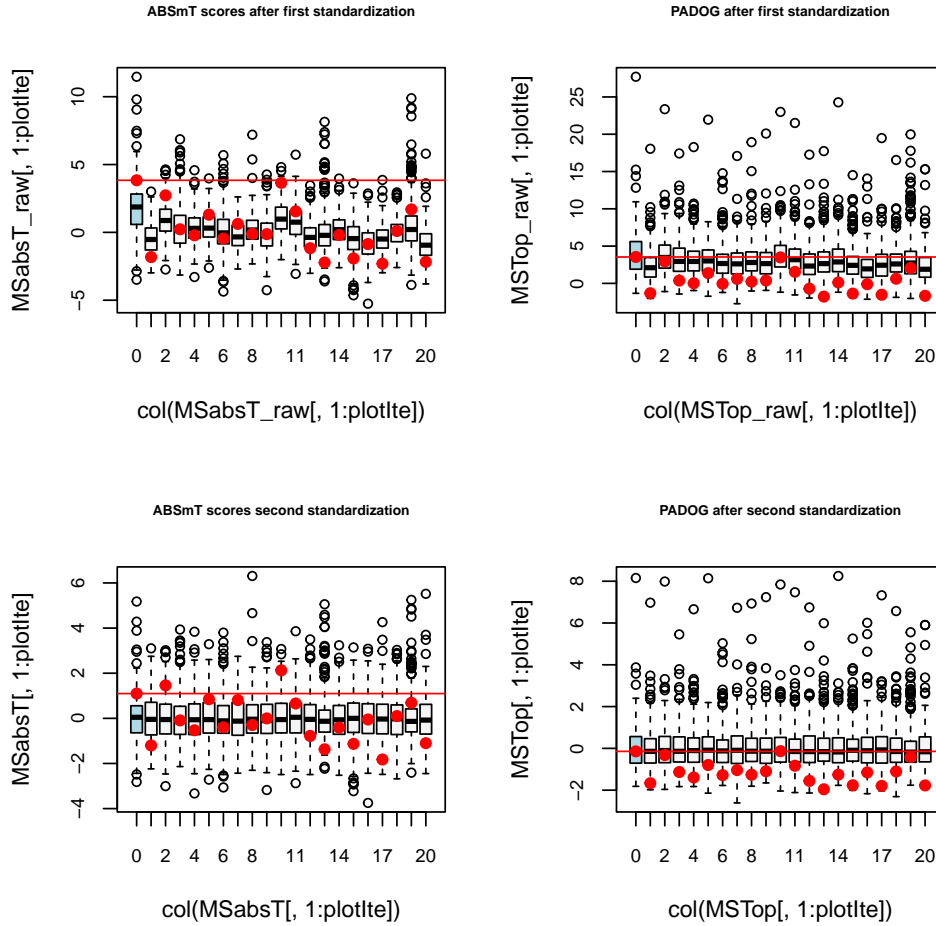 ABSmT scores after first standardization
MSabsT_raw[, 1:plotIte]
10
5
0
−5
0 2 4 6 8 11 14 17 20
col(MSabsT_raw[, 1:plotIte])
PADOG after first standardization
MSTop_raw[, 1:plotIte]
25
20
15
10
5
0
0 2 4 6 8 11 14 17 20
col(MSTop_raw[, 1:plotIte])
ABSmT scores second standardization
MSabsT[, 1:plotIte]
6
4
2
0
−2
−4
0 2 4 6 8 11 14 17 20
col(MSabsT[, 1:plotIte])
PADOG after second standardization
MSTop[, 1:plotIte]
8
6
4
2
0
−2
0 2 4 6 8 11 14 17 20
col(MSTop[, 1:plotIte])